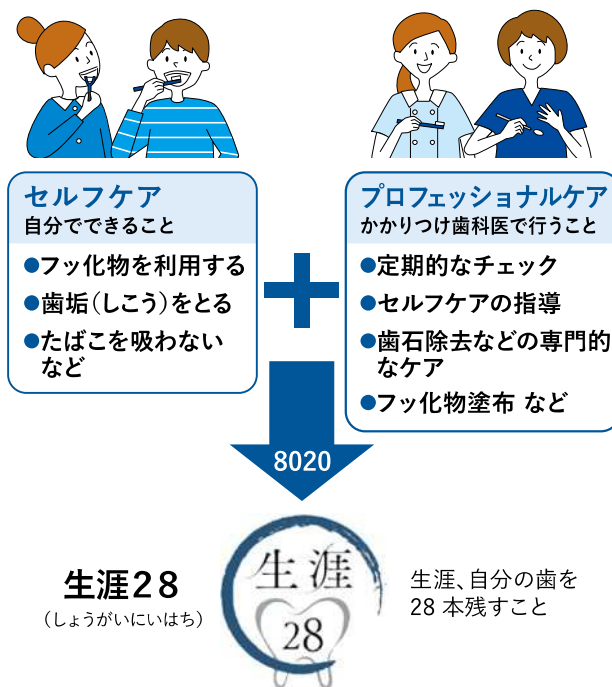 セルフケア
自分でできること
●フッ化物を利用する
●歯垢(しこう)をとる
●たばこを吸わない
など
プロフェッショナルケア
かかりつけ歯科医で行うこと
●定期的なチェック
●セルフケアの指導
●歯石除去などの専門的
なケア
●フッ化物塗布 など
8020
生涯28
(しょうがいにいはち)
生涯
28
生涯、自分の歯を
28 本残すこと